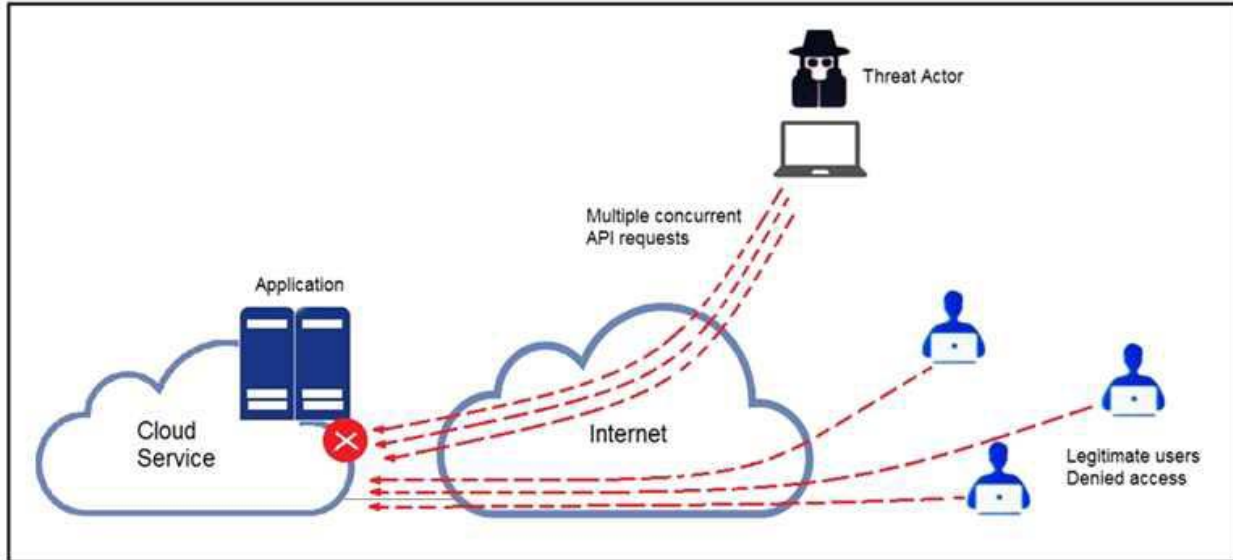 Threat Actor
Multiple concurrent
API requests
Application
Cloud
Service
Internet
Legitimate users
Denied access